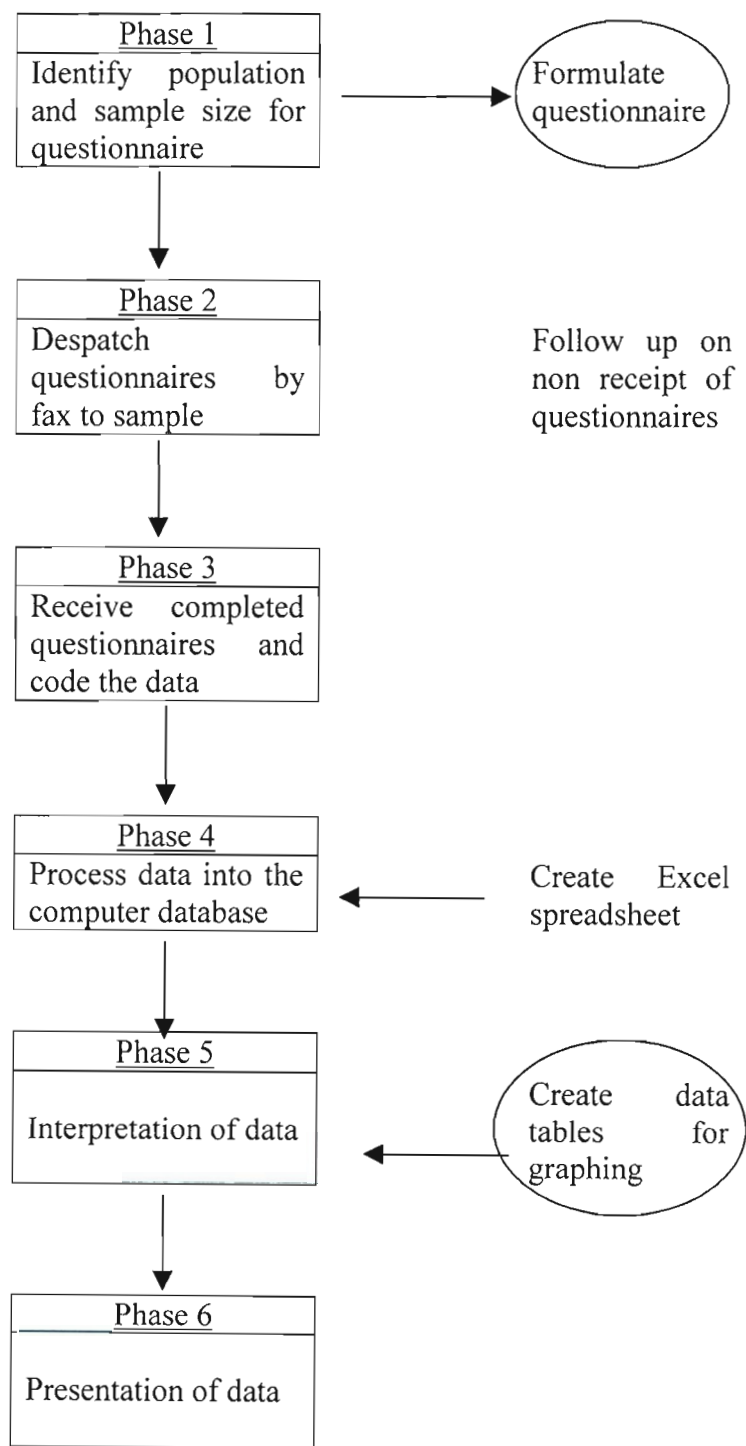 Phase 1
Identify population
and sample size for
questionnaire
Formulate
questionnaire
Phase 2
Despatch
questionnaires by
fax to sample
Follow up on
non receipt of
questionnaires
Phase 3
Receive completed
questionnaires and
code the data
Phase 4
Process data into the
computer database
Create Excel
spreadsheet
Phase 5
Interpretation of data
Create data
tables for
graphing
Phase 6
Presentation of data